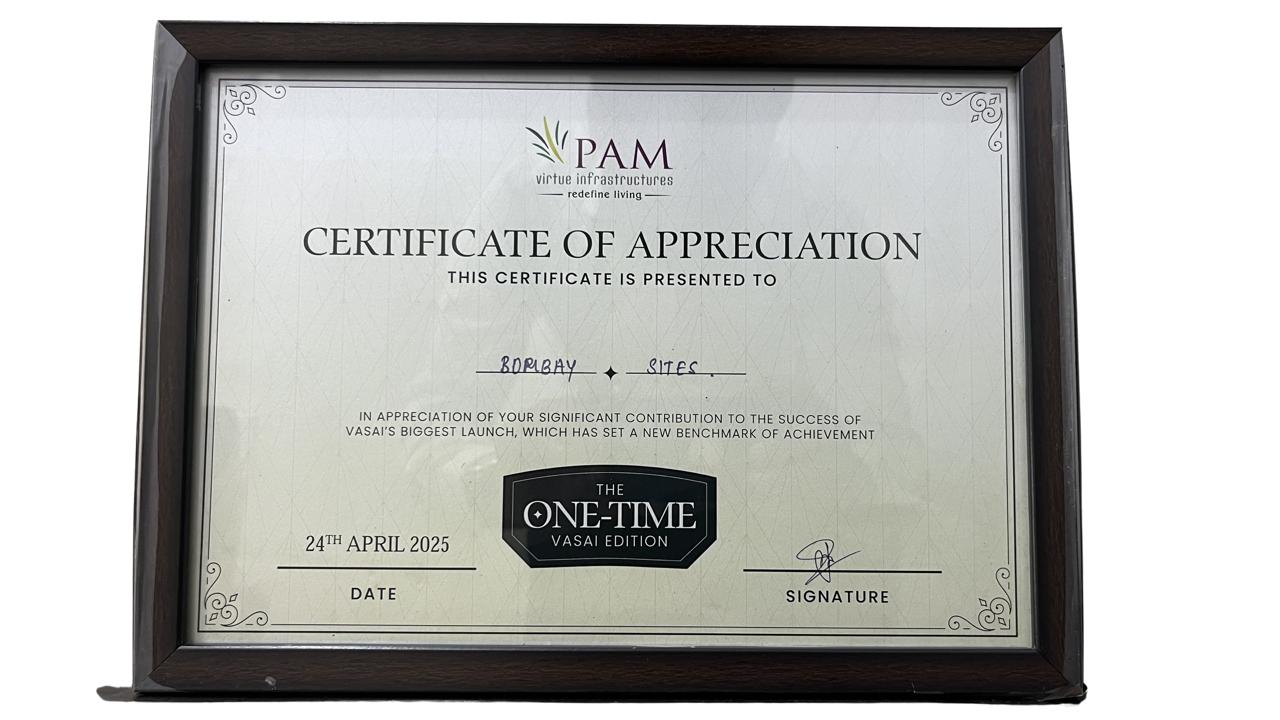 PAM
virtue infrastructures
redefine living
CERTIFICATE OF APPRECIATION
THIS CERTIFICATE IS PRESENTED TO
BOMBAY SITES.
IN APPRECIATION OF YOUR SIGNIFICANT CONTRIBUTION TO THE SUCCESS OF
VASAI'S BIGGEST LAUNCH, WHICH HAS SET A NEW BENCHMARK OF ACHIEVEMENT
THE
ONE-TIME
VASAI EDITION
24TH APRIL 2025
DATE
SIGNATURE